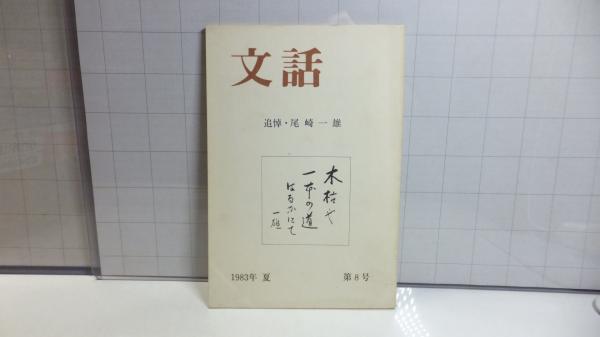 文話
追悼・尾崎一雄
木枯や
一本の道
はるかにて
一雄
1983年 夏
第8号